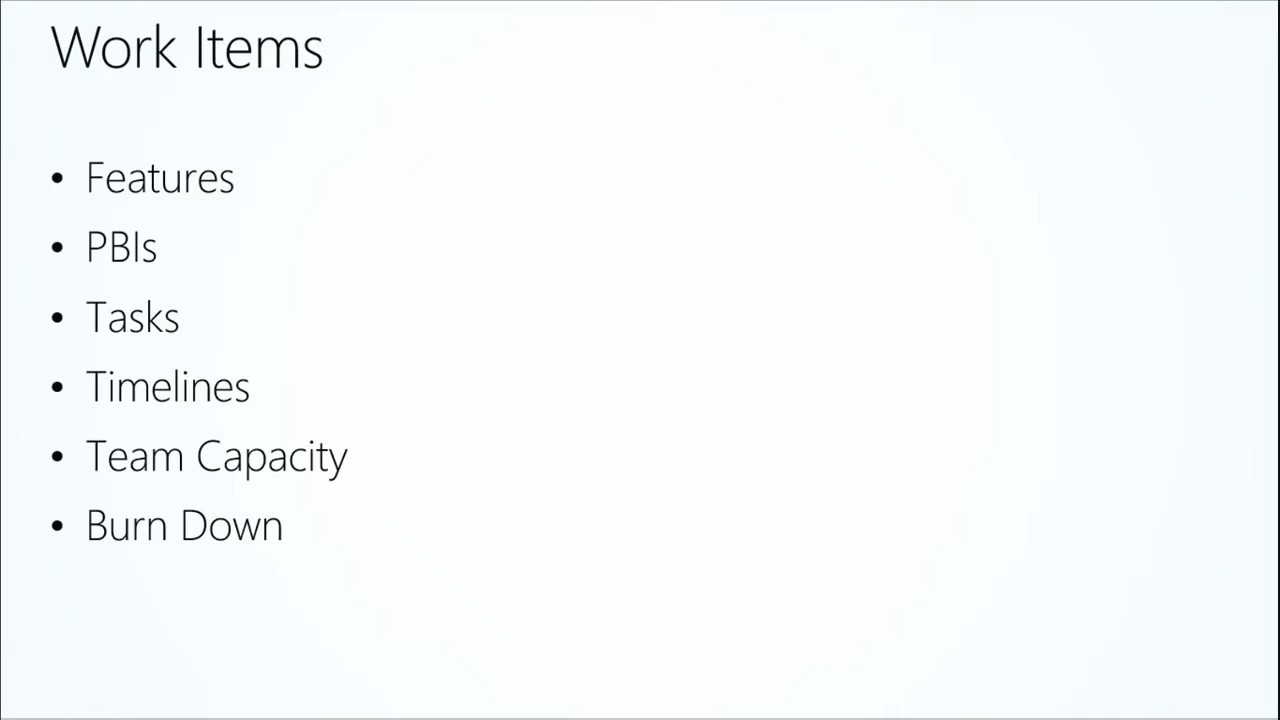 Work Items
• Features
• PBIs
• Tasks
• Timelines
• Team Capacity
• Burn Down